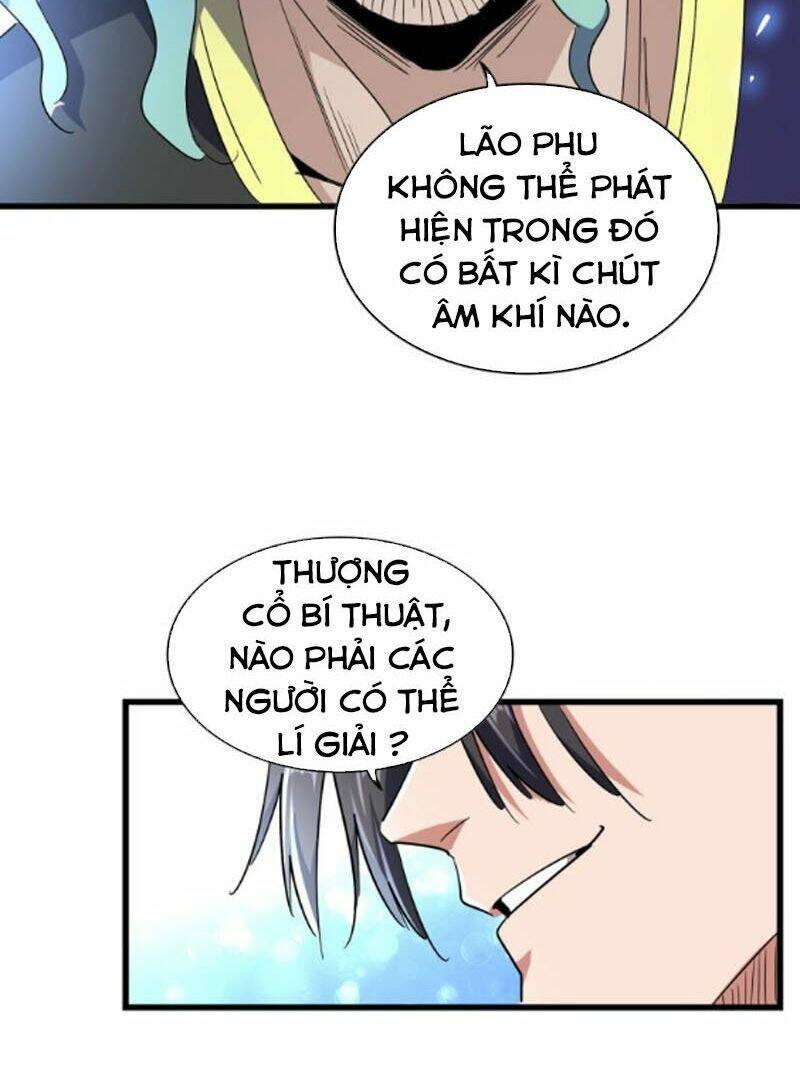 LÃO PHU
KHÔNG THỂ PHÁT
HIỆN TRONG ĐÓ
CÓ BẤT KÌ CHÚT
ÂM KHÍ NÀO.
THƯỢNG
CỔ BÍ THUẬT,
NÀO PHẢI CÁC
NGƯỜI CÓ THỂ
LÍ GIẢI ?